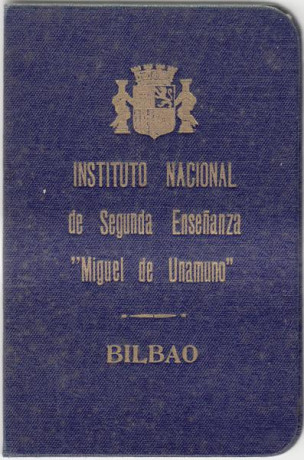 INSTITUTO NACIONAL
de Segunda Enseñanza
"Miguel de Unamuno"
BILBAO